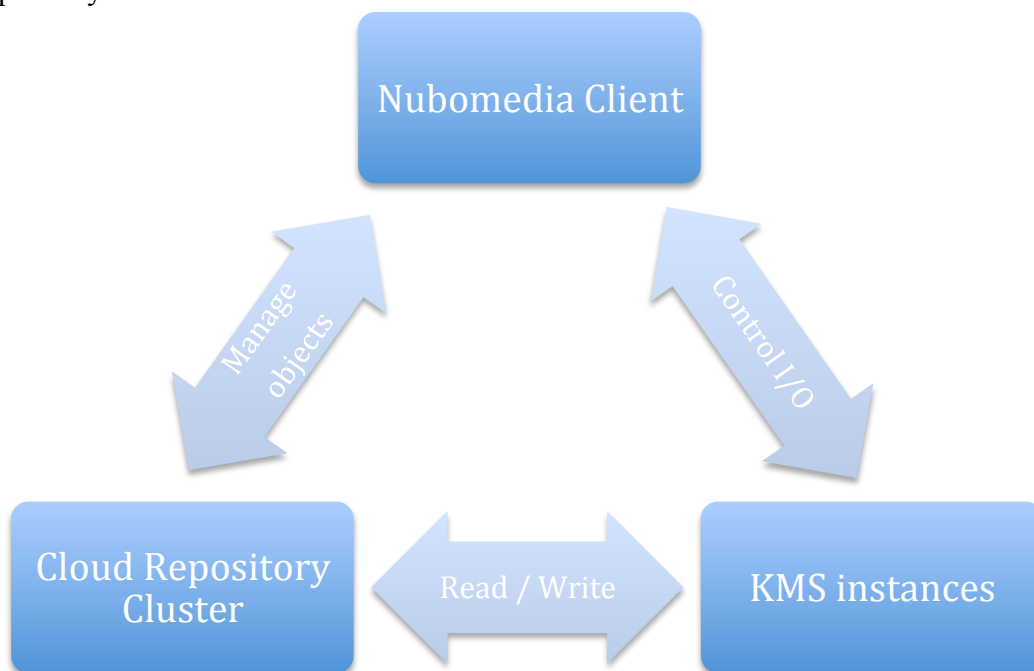 Nubomedia Client
Manage
objects
Control I/O
Cloud Repository
Cluster
Read / Write
KMS instances